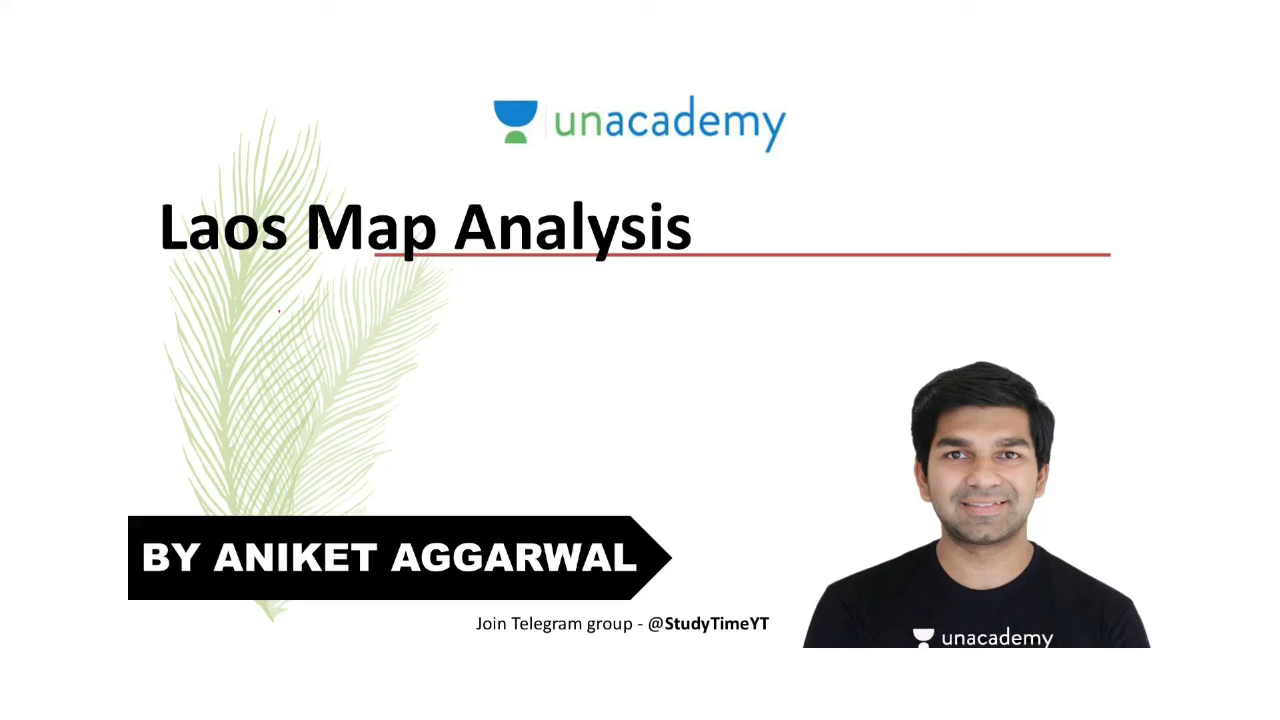 unacademy
Laos Map Analysis
BY ANIKET AGGARWAL
Join Telegram group - @StudyTimeYT
unacademy